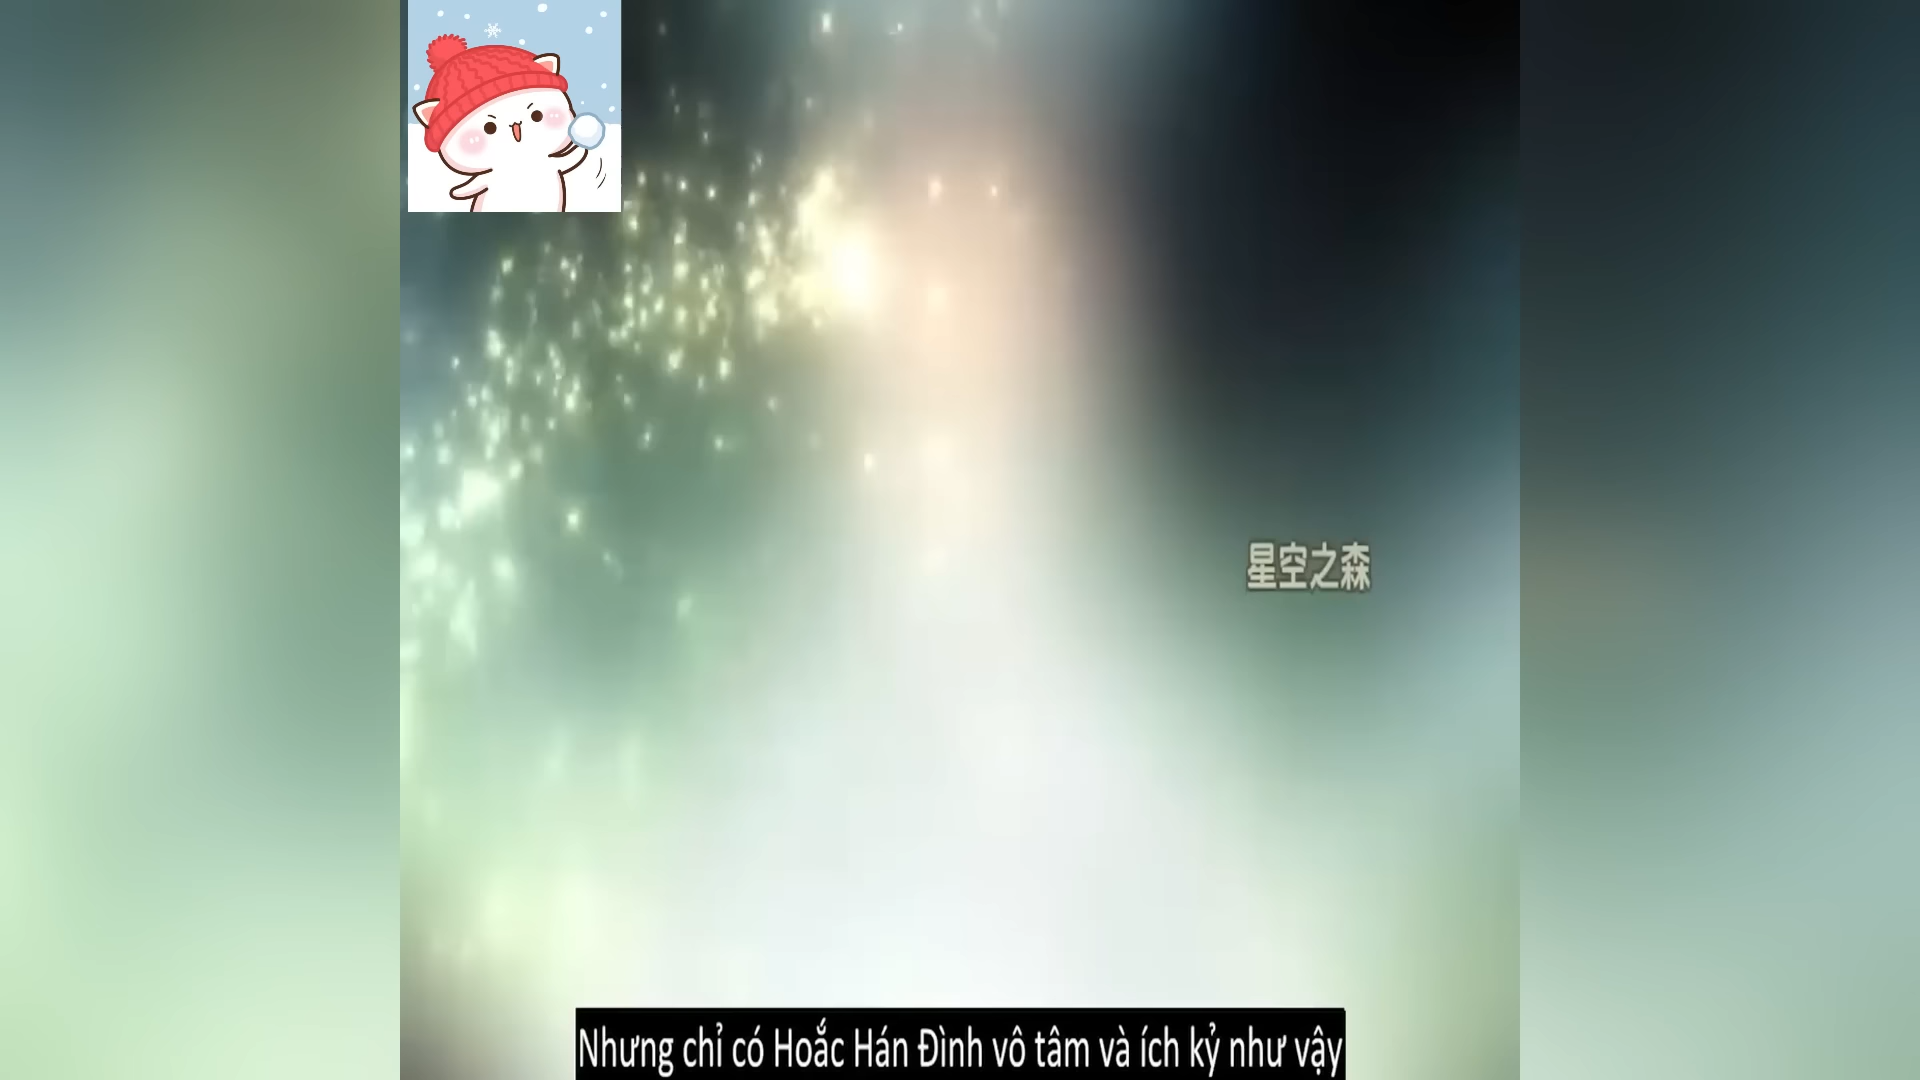 星空之森
Nhưng chỉ có Hoắc Hán Đình vô tâm và ích kỷ như vậy